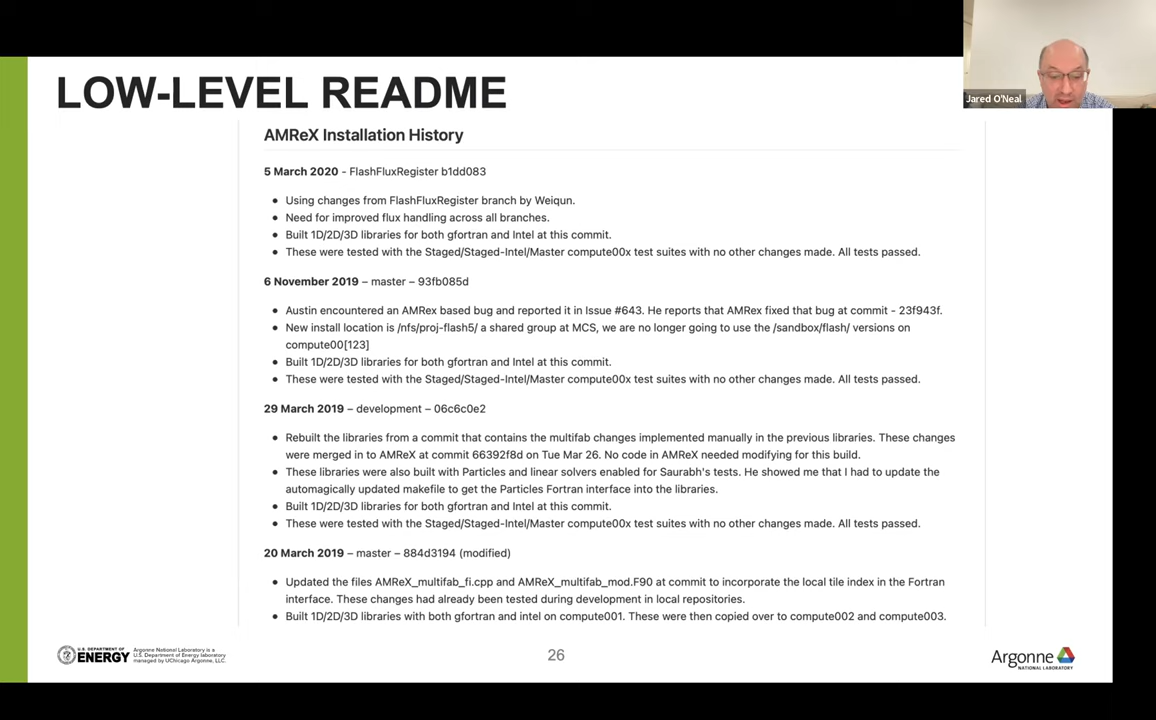 LOW-LEVEL README
Jared O'Neal
AMReX Installation History
5 March 2020 - FlashFluxRegister b1dd083
• Using changes from FlashFluxRegister branch by Weiqun.
• Need for improved flux handling across all branches.
• Built 1D/2D/3D libraries for both gfortran and Intel at this commit.
• These were tested with the Staged/Staged-Intel/Master compute00x test suites with no other changes made. All tests passed.
6 November 2019 – master – 93fb085d
• Austin encountered an AMRex based bug and reported it in Issue #643. He reports that AMRex fixed that bug at commit - 23f943f.
• New install location is /nfs/proj-flash5/ a shared group at MCS, we are no longer going to use the /sandbox/flash/ versions on
compute00[123]
• Built 1D/2D/3D libraries for both gfortran and Intel at this commit.
• These were tested with the Staged/Staged-Intel/Master compute00x test suites with no other changes made. All tests passed.
29 March 2019 – development – 06c6c0e2
• Rebuilt the libraries from a commit that contains the multifab changes implemented manually in the previous libraries. These changes
were merged in to AMReX at commit 66392f8d on Tue Mar 26. No code in AMReX needed modifying for this build.
• These libraries were also built with Particles and linear solvers enabled for Saurabh's tests. He showed me that I had to update the
automagically updated makefile to get the Particles Fortran interface into the libraries.
• Built 1D/2D/3D libraries for both gfortran and Intel at this commit.
• These were tested with the Staged/Staged-Intel/Master compute00x test suites with no other changes made. All tests passed.
20 March 2019 – master – 884d3194 (modified)
• Updated the files AMReX_multifab_fi.cpp and AMReX_multifab_mod.F90 at commit to incorporate the local tile index in the Fortran
interface. These changes had already been tested during development in local repositories.
• Built 1D/2D/3D libraries with both gfortran and intel on compute001. These were then copied over to compute002 and compute003.
U.S. DEPARTMENT OF
ENERGY
Argonne National Laboratory is a
U.S. Department of Energy laboratory
managed by UChicago Argonne, LLC.
26
Argonne
NATIONAL LABORATORY